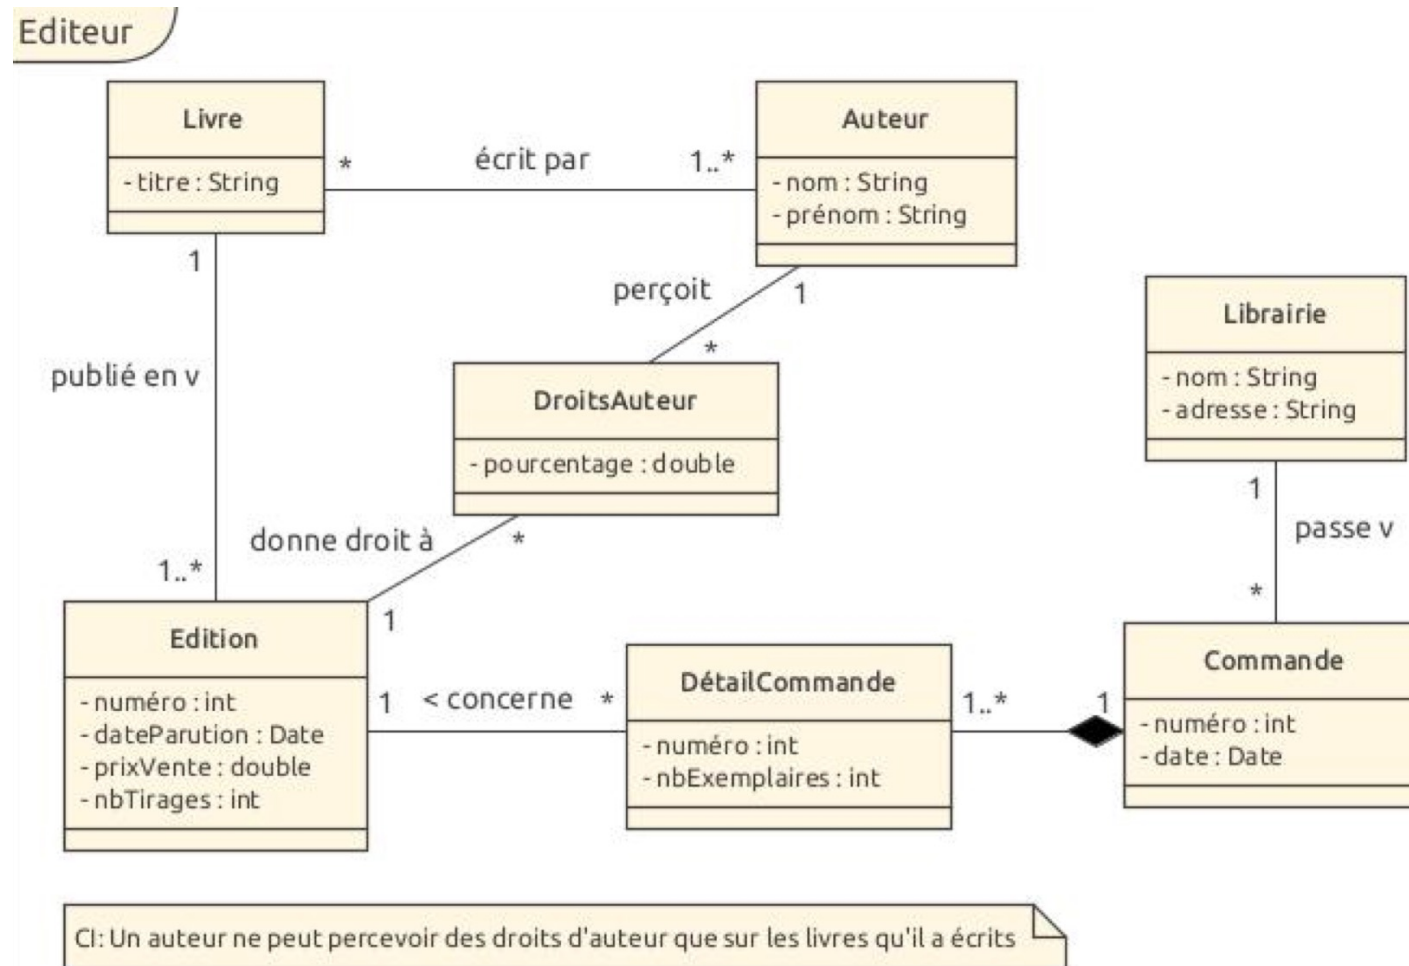 Editeur
Livre
- titre : String
*
écrit par
1..*
Auteur
- nom : String
- prénom : String
1
publié en v
1..*
perçoit
1
*
DroitsAuteur
- pourcentage : double
donne droit à
*
1
Librairie
- nom : String
- adresse : String
1
passe v
*
Edition
- numéro : int
- dateParution : Date
- prixVente : double
- nbTirages : int
1
< concerne
*
DétailCommande
- numéro : int
- nbExemplaires : int
1..*
1
Commande
- numéro : int
- date : Date
CI: Un auteur ne peut percevoir des droits d'auteur que sur les livres qu'il a écrits